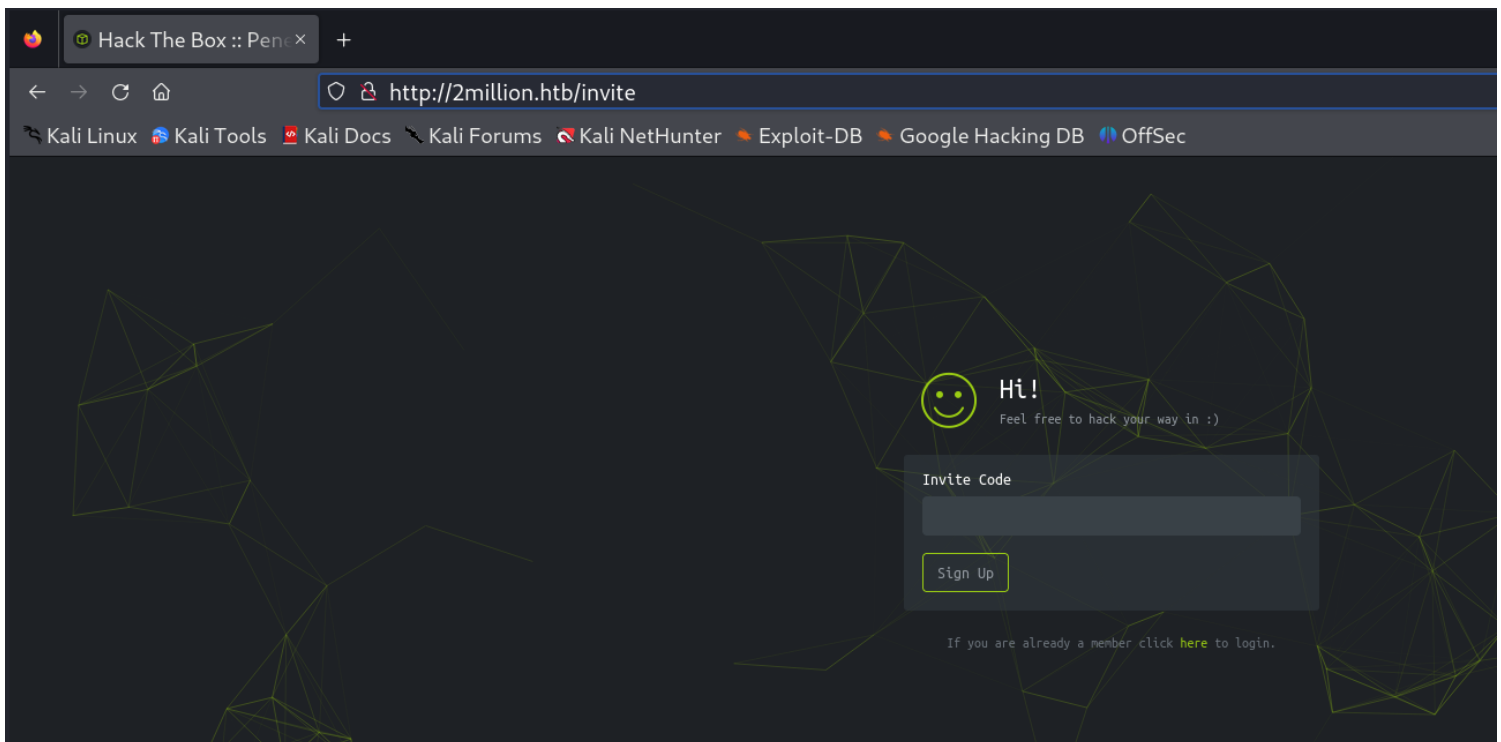 Hack The Box :: Pene
http://2million.htb/invite
Kali Linux Kali Tools Kali Docs Kali Forums Kali NetHunter Exploit-DB Google Hacking DB OffSec
Hi!
Feel free to hack your way in :)
Invite Code
Sign Up
If you are already a member click here to login.